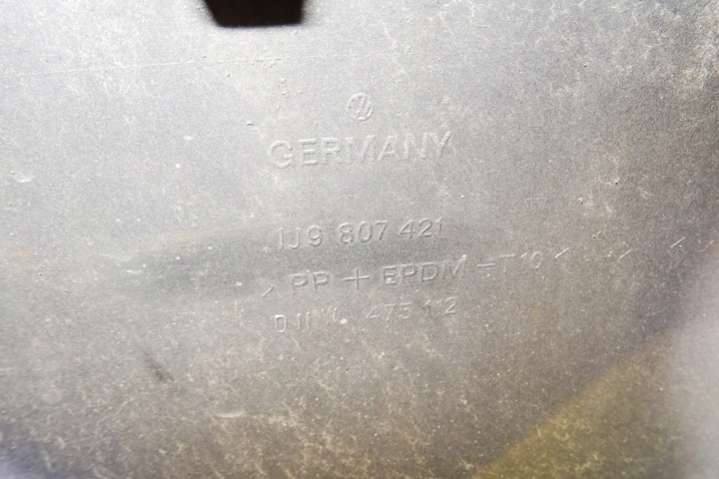 GERMANY
1J9 807 421
> PP + EPDM - T10 <